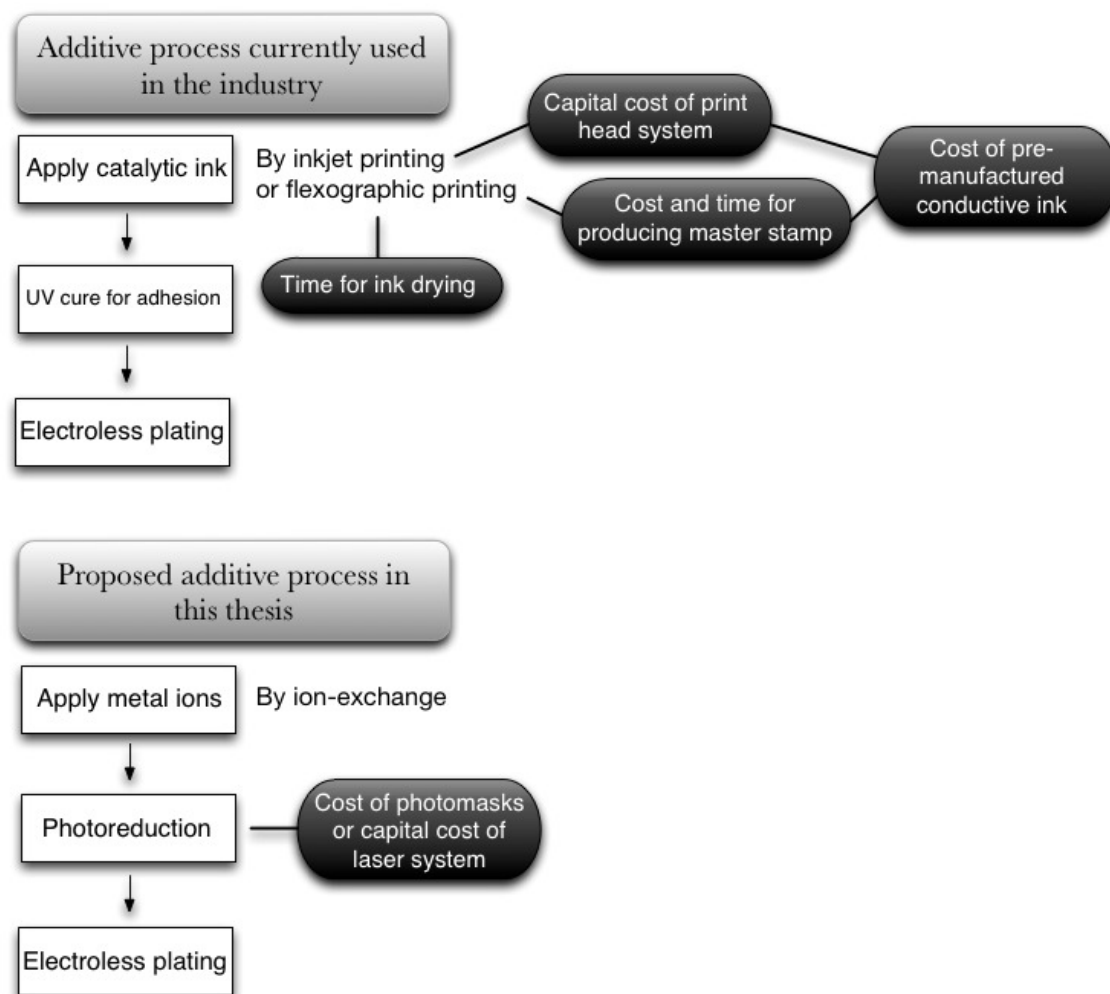 Additive process currently used
in the industry
Apply catalytic ink
By inkjet printing
or flexographic printing
Capital cost of print
head system
Cost and time for
producing master stamp
Cost of pre-
manufactured
conductive ink
Time for ink drying
UV cure for adhesion
Electroless plating
Proposed additive process in
this thesis
Apply metal ions
By ion-exchange
Photoreduction
Cost of photomasks
or capital cost of
laser system
Electroless plating